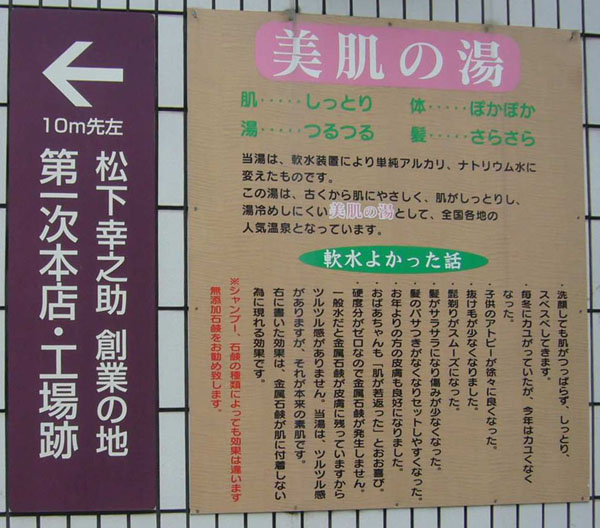 10m先左
松下幸之助 創業の地
第一次本店・工場跡
美肌の湯
肌‥‥‥しっとり 体‥‥‥ぽかぽか
湯‥‥‥つるつる 髪‥‥‥さらさら
当湯は、軟水装置により単純アルカリ、ナトリウム水に
変えたものです。
この湯は、古くから肌にやさしく、肌がしっとりし、
湯冷めしにくい美肌の湯として、全国各地の
人気温泉となっています。
軟水よかった話
・洗顔しても肌がつっぱらず、しっとり、
スベスベしてきます。
・毎冬にカユがっていたが、今年はカユくなく
なった。
・子供のアトピーが徐々に良くなった。
・抜け毛が少なくなりました。
・髭剃りがスムーズになった。
・髪がサラサラになり傷みが少なくなった。
・髪のパサつきがなくなりセットしやすくなった。
・お年よりの方の皮膚も良好になりました。
・おばあちゃんも「肌が若返った」とおお喜び。
・硬度分がゼロなので金属石鹸が発生しません。
一般水だと金属石鹸が皮膚に残っていますから
ツルツル感がありません。当湯は、ツルツル感
がありますが、それが本来の素肌です。
右に書いた効果は、金属石鹸が肌に付着しない
為に現れる効果です。
※シャンプー、石鹸の種類によっても効果は違います
無添加石鹸をお勧め致します。